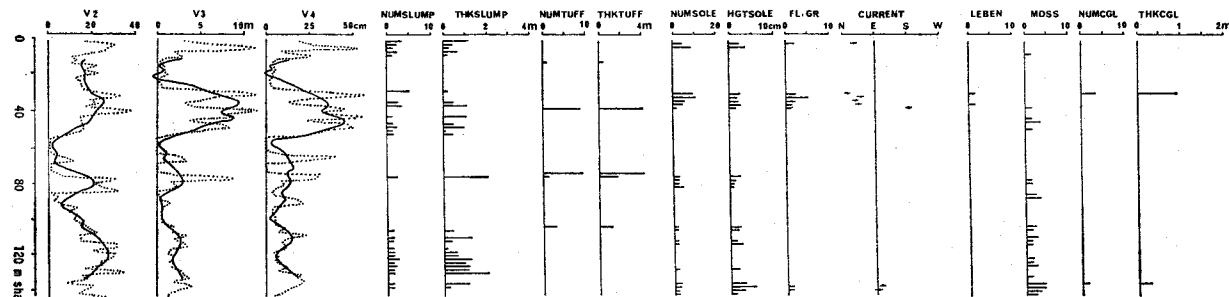 V2 V3 V4 NUMSLUMP THKSLUMP NUMTUFF THKTUFF NUMSOLE HGTSOLE FL.GR CURRENT LEBEN MOSS NUMCGL THKCGL
0 20 40 0 5 10m 0 25 50cm 0 10 0 2 4m 0 10 0 4m 0 20 0 10cm 0 10 N E S W 0 10 0 10 0 10 0 1 2m
0
40
80
120 m sha